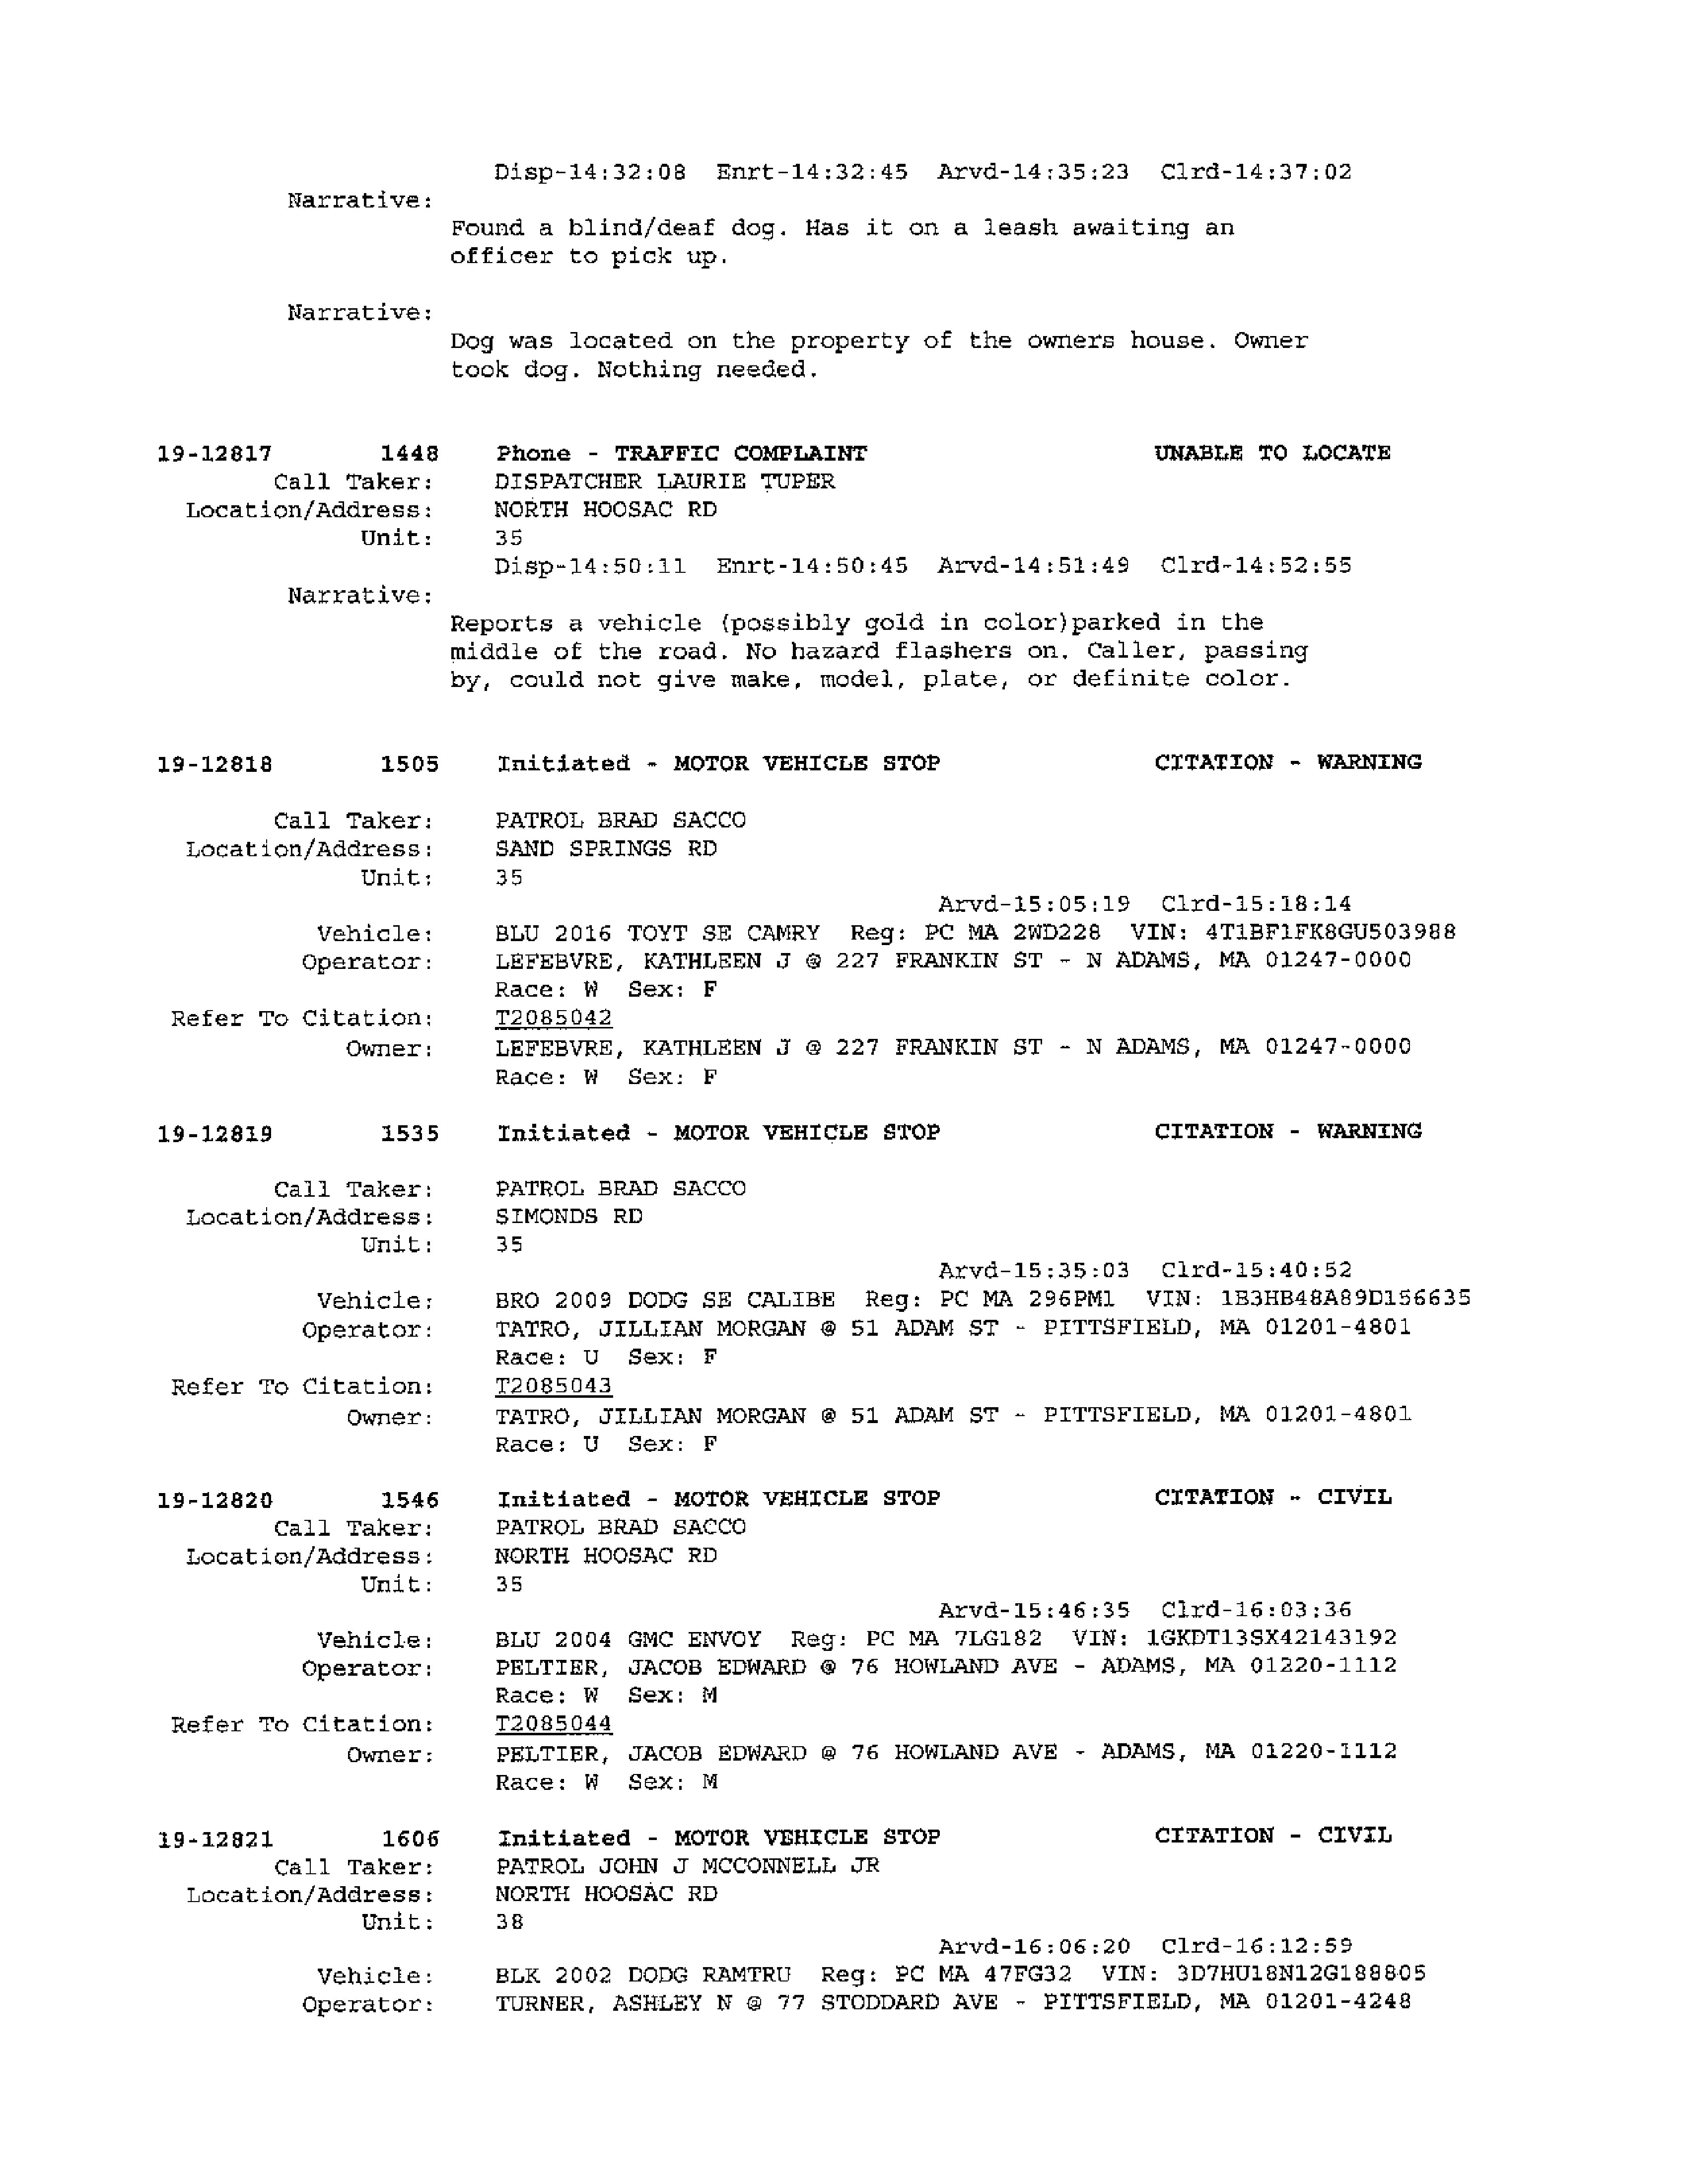 Disp-14:32:08 Enrt-14:32:45 Arvd-14:35:23 Clrd-14:37:02
Narrative:
Found a blind/deaf dog. Has it on a leash awaiting an
officer to pick up.
Narrative:
Dog was located on the property of the owners house. Owner
took dog. Nothing needed.
19-12817 1448 Phone - TRAFFIC COMPLAINT UNABLE TO LOCATE
Call Taker: DISPATCHER LAURIE TUPER
Location/Address: NORTH HOOSAC RD
Unit: 35
Disp-14:50:11 Enrt-14:50:45 Arvd-14:51:49 Clrd-14:52:55
Narrative:
Reports a vehicle (possibly gold in color)parked in the
middle of the road. No hazard flashers on. Caller, passing
by, could not give make, model, plate, or definite color.
19-12818 1505 Initiated - MOTOR VEHICLE STOP CITATION - WARNING
Call Taker: PATROL BRAD SACCO
Location/Address: SAND SPRINGS RD
Unit: 35
Arvd-15:05:19 Clrd-15:18:14
Vehicle: BLU 2016 TOYT SE CAMRY Reg: PC MA 2WD228 VIN: 4T1BF1FK8GU503988
Operator: LEFEBVRE, KATHLEEN J @ 227 FRANKIN ST - N ADAMS, MA 01247-0000
Race: W Sex: F
Refer To Citation: T2085042
Owner: LEFEBVRE, KATHLEEN J @ 227 FRANKIN ST - N ADAMS, MA 01247-0000
Race: W Sex: F
19-12819 1535 Initiated - MOTOR VEHICLE STOP CITATION - WARNING
Call Taker: PATROL BRAD SACCO
Location/Address: SIMONDS RD
Unit: 35
Arvd-15:35:03 Clrd-15:40:52
Vehicle: BRO 2009 DODG SE CALIBE Reg: PC MA 296PM1 VIN: 1B3HB48A89D156635
Operator: TATRO, JILLIAN MORGAN @ 51 ADAM ST - PITTSFIELD, MA 01201-4801
Race: U Sex: F
Refer To Citation: T2085043
Owner: TATRO, JILLIAN MORGAN @ 51 ADAM ST - PITTSFIELD, MA 01201-4801
Race: U Sex: F
19-12820 1546 Initiated - MOTOR VEHICLE STOP CITATION - CIVIL
Call Taker: PATROL BRAD SACCO
Location/Address: NORTH HOOSAC RD
Unit: 35
Arvd-15:46:35 Clrd-16:03:36
Vehicle: BLU 2004 GMC ENVOY Reg: PC MA 7LG182 VIN: 1GKDT13SX42143192
Operator: PELTIER, JACOB EDWARD @ 76 HOWLAND AVE - ADAMS, MA 01220-1112
Race: W Sex: M
Refer To Citation: T2085044
Owner: PELTIER, JACOB EDWARD @ 76 HOWLAND AVE - ADAMS, MA 01220-1112
Race: W Sex: M
19-12821 1606 Initiated - MOTOR VEHICLE STOP CITATION - CIVIL
Call Taker: PATROL JOHN J MCCONNELL JR
Location/Address: NORTH HOOSAC RD
Unit: 38
Arvd-16:06:20 Clrd-16:12:59
Vehicle: BLK 2002 DODG RAMTRU Reg: PC MA 47FG32 VIN: 3D7HU18N12G188805
Operator: TURNER, ASHLEY N @ 77 STODDARD AVE - PITTSFIELD, MA 01201-4248